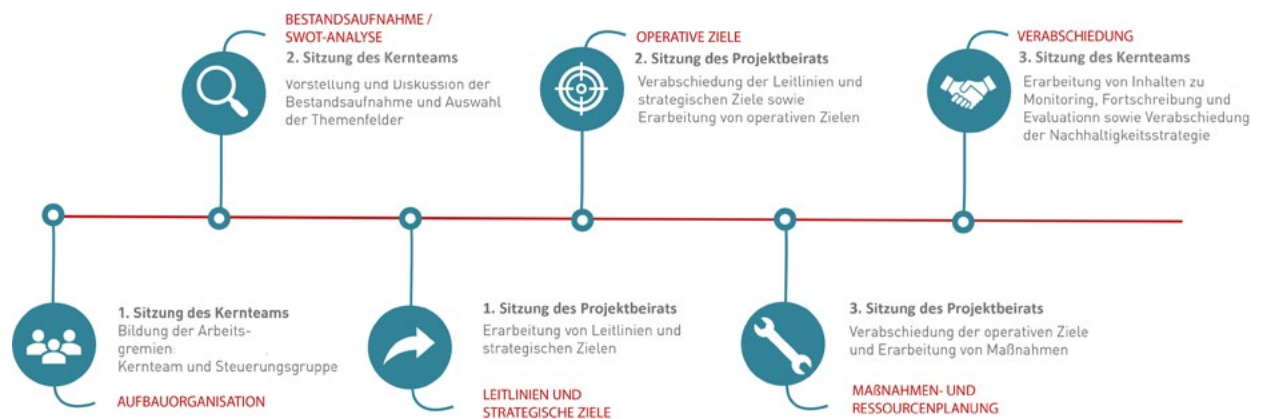 BESTANDSAUFNAHME /
SWOT-ANALYSE
2. Sitzung des Kernteams
Vorstellung und Diskussion der
Bestandsaufnahme und Auswahl
der Themenfelder
OPERATIVE ZIELE
2. Sitzung des Projektbeirats
Verabschiedung der Leitlinien und
strategischen Ziele sowie
Erarbeitung von operativen Zielen
VERABSCHIEDUNG
3. Sitzung des Kernteams
Erarbeitung von Inhalten zu
Monitoring, Fortschreibung und
Evaluationn sowie Verabschiedung
der Nachhaltigkeitsstrategie
1. Sitzung des Kernteams
Bildung der Arbeits-
gremien:
Kernteam und Steuerungsgruppe
AUFBAUORGANISATION
1. Sitzung des Projektbeirats
Erarbeitung von Leitlinien und
strategischen Zielen
LEITLINIEN UND
STRATEGISCHE ZIELE
3. Sitzung des Projektbeirats
Verabschiedung der operativen Ziele
und Erarbeitung von Maßnahmen
MAßNAHMEN- UND
RESSOURCENPLANUNG